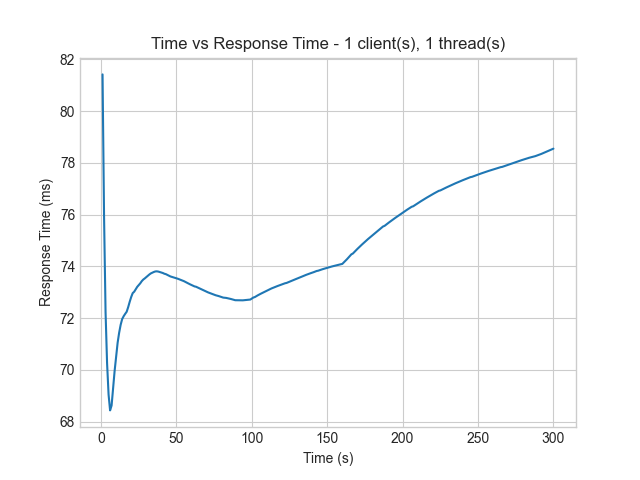 Time vs Response Time - 1 client(s), 1 thread(s)
82
80
78
76
74
72
70
68
Response Time (ms)
0 50 100 150 200 250 300
Time (s)